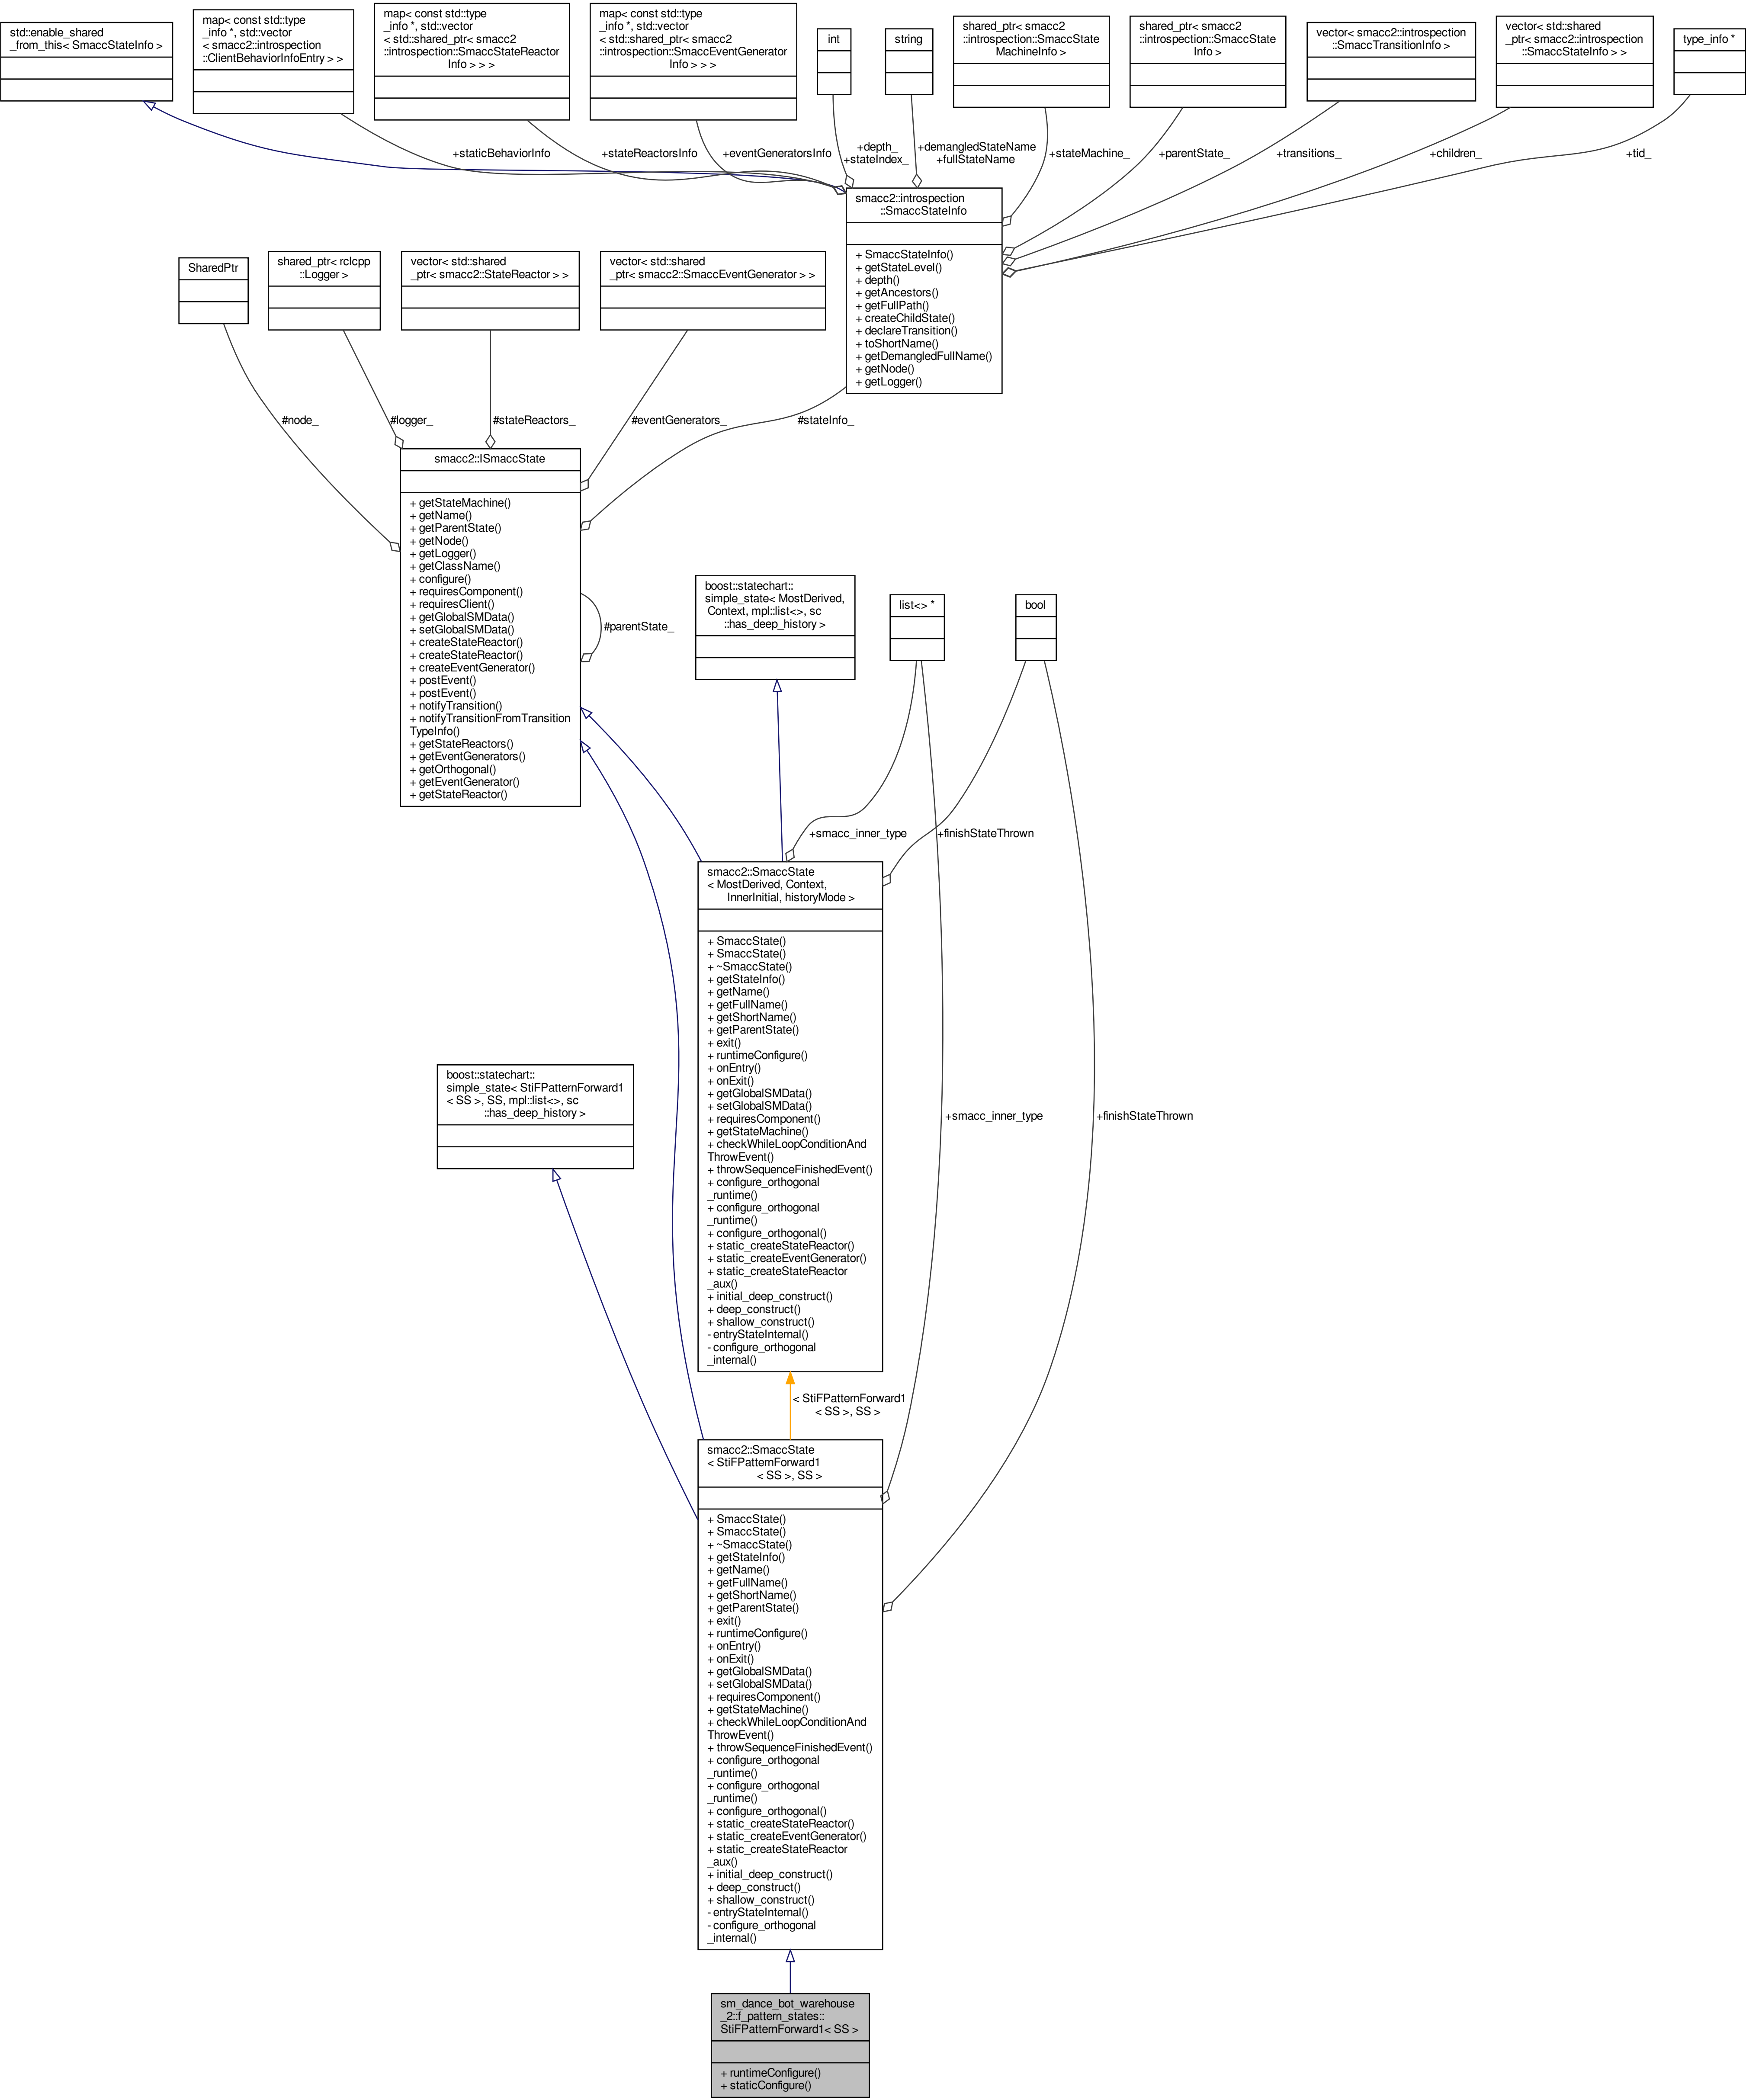 std::enable_shared
_from_this< SmaccStateInfo >
map< const std::type
_info *, std::vector
< smacc2::introspection
::ClientBehaviorInfoEntry > >
map< const std::type
_info *, std::vector
< std::shared_ptr< smacc2
::introspection::SmaccStateReactor
Info > > >
map< const std::type
_info *, std::vector
< std::shared_ptr< smacc2
::introspection::SmaccEventGenerator
Info > > >
int
string
shared_ptr< smacc2
::introspection::SmaccState
MachineInfo >
shared_ptr< smacc2
::introspection::SmaccState
Info >
vector< smacc2::introspection
::SmaccTransitionInfo >
vector< std::shared
_ptr< smacc2::introspection
::SmaccStateInfo > >
type_info *
+staticBehaviorInfo
+stateReactorsInfo
+eventGeneratorsInfo
+depth_
+stateIndex_
+demangledStateName
+fullStateName
+stateMachine_
+parentState_
+transitions_
+children_
+tid_
smacc2::introspection
::SmaccStateInfo
+ SmaccStateInfo()
+ getStateLevel()
+ depth()
+ getAncestors()
+ getFullPath()
+ createChildState()
+ declareTransition()
+ toShortName()
+ getDemangledFullName()
+ getNode()
+ getLogger()
SharedPtr
shared_ptr< rclcpp
::Logger >
vector< std::shared
_ptr< smacc2::StateReactor > >
vector< std::shared
_ptr< smacc2::SmaccEventGenerator > >
#node_
#logger_
#stateReactors_
#eventGenerators_
#stateInfo_
smacc2::ISmaccState
+ getStateMachine()
+ getName()
+ getParentState()
+ getNode()
+ getLogger()
+ getClassName()
+ configure()
+ requiresComponent()
+ requiresClient()
+ getGlobalSMData()
+ setGlobalSMData()
+ createStateReactor()
+ createStateReactor()
+ createEventGenerator()
+ postEvent()
+ postEvent()
+ notifyTransition()
+ notifyTransitionFromTransition
TypeInfo()
+ getStateReactors()
+ getEventGenerators()
+ getOrthogonal()
+ getEventGenerator()
+ getStateReactor()
#parentState_
boost::statechart::
simple_state< MostDerived,
Context, mpl::list<>, sc
::has_deep_history >
list<> *
bool
+smacc_inner_type
+finishStateThrown
smacc2::SmaccState
< MostDerived, Context,
InnerInitial, historyMode >
+ SmaccState()
+ SmaccState()
+ ~SmaccState()
+ getStateInfo()
+ getName()
+ getFullName()
+ getShortName()
+ getParentState()
+ exit()
+ runtimeConfigure()
+ onEntry()
+ onExit()
+ getGlobalSMData()
+ setGlobalSMData()
+ requiresComponent()
+ getStateMachine()
+ checkWhileLoopConditionAnd
ThrowEvent()
+ throwSequenceFinishedEvent()
+ configure_orthogonal
_runtime()
+ configure_orthogonal
_runtime()
+ configure_orthogonal()
+ static_createStateReactor()
+ static_createEventGenerator()
+ static_createStateReactor
_aux()
+ initial_deep_construct()
+ deep_construct()
+ shallow_construct()
- entryStateInternal()
- configure_orthogonal
_internal()
boost::statechart::
simple_state< StiFPatternForward1
< SS >, SS, mpl::list<>, sc
::has_deep_history >
+smacc_inner_type
+finishStateThrown
< StiFPatternForward1
< SS >, SS >
smacc2::SmaccState
< StiFPatternForward1
< SS >, SS >
+ SmaccState()
+ SmaccState()
+ ~SmaccState()
+ getStateInfo()
+ getName()
+ getFullName()
+ getShortName()
+ getParentState()
+ exit()
+ runtimeConfigure()
+ onEntry()
+ onExit()
+ getGlobalSMData()
+ setGlobalSMData()
+ requiresComponent()
+ getStateMachine()
+ checkWhileLoopConditionAnd
ThrowEvent()
+ throwSequenceFinishedEvent()
+ configure_orthogonal
_runtime()
+ configure_orthogonal
_runtime()
+ configure_orthogonal()
+ static_createStateReactor()
+ static_createEventGenerator()
+ static_createStateReactor
_aux()
+ initial_deep_construct()
+ deep_construct()
+ shallow_construct()
- entryStateInternal()
- configure_orthogonal
_internal()
sm_dance_bot_warehouse
_2::f_pattern_states::
StiFPatternForward1< SS >
+ runtimeConfigure()
+ staticConfigure()